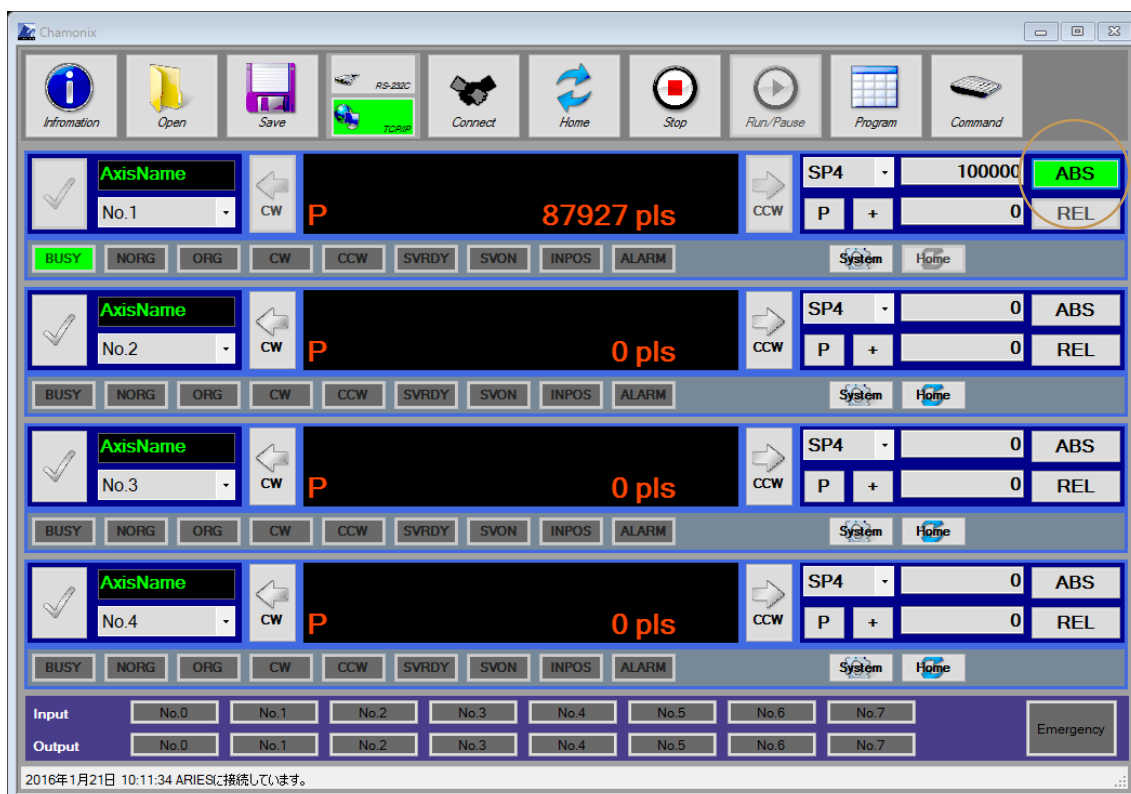 Chamonix
Infromation Open Save RS-232C TCP/IP Connect Home Stop Run/Pause Program Command
AxisName SP4 100000 ABS
No.1 CW P 87927 pls CCW P + 0 REL
BUSY NORG ORG CW CCW SVRDY SVON INPOS ALARM System Home
AxisName SP4 0 ABS
No.2 CW P 0 pls CCW P + 0 REL
BUSY NORG ORG CW CCW SVRDY SVON INPOS ALARM System Home
AxisName SP4 0 ABS
No.3 CW P 0 pls CCW P + 0 REL
BUSY NORG ORG CW CCW SVRDY SVON INPOS ALARM System Home
AxisName SP4 0 ABS
No.4 CW P 0 pls CCW P + 0 REL
BUSY NORG ORG CW CCW SVRDY SVON INPOS ALARM System Home
Input No.0 No.1 No.2 No.3 No.4 No.5 No.6 No.7
Emergency
Output No.0 No.1 No.2 No.3 No.4 No.5 No.6 No.7
2016年1月21日 10:11:34 ARIESに接続しています。